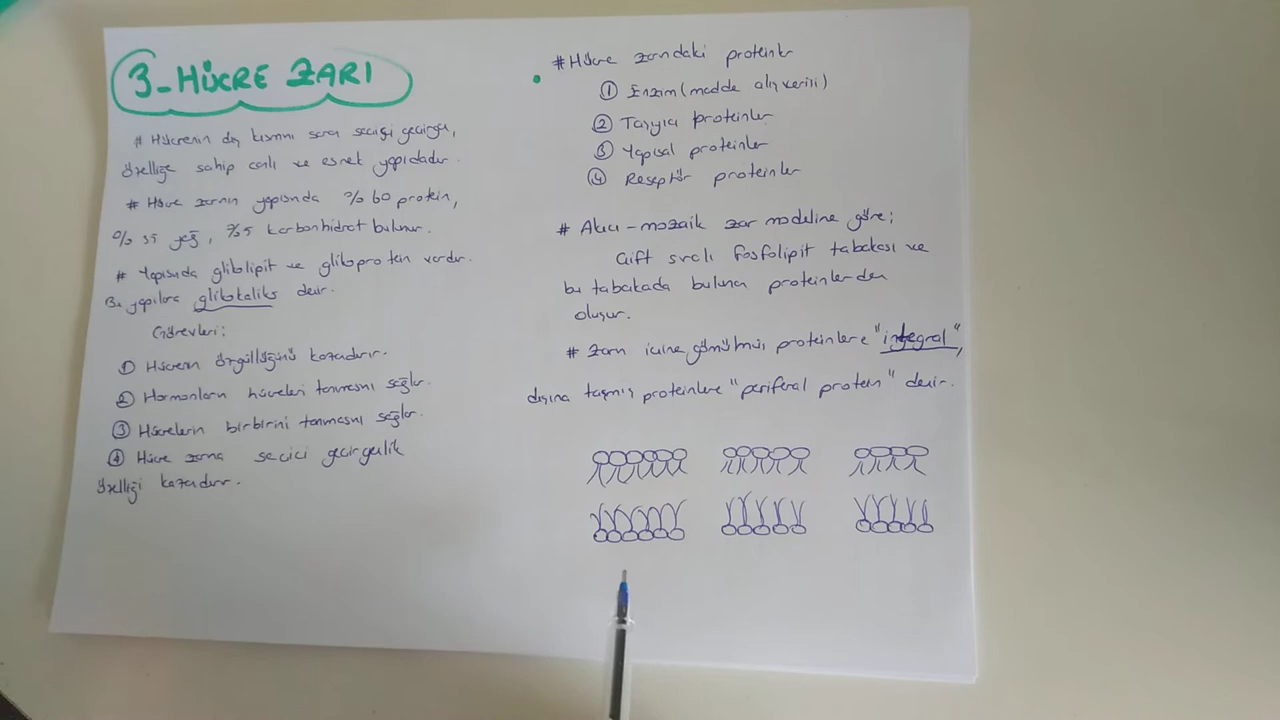 3-HÜCRE ZARI
# Hücrenin dış kısmını saran seçici geçirgen,
özelliğe sahip canlı ve esnek yapıdadır.
# Hücre zarının yapısında %60 protein,
%35 yağ, %5 karbonhidrat bulunur.
# Yapısında glikolipit ve glikoprotein vardır.
Bu yapılara glikokaliks denir.
Görevleri:
① Hücrenin özgüllüğünü kazandırır.
② Hormonların hücreleri tanımasını sağlar.
③ Hücrelerin birbirini tanımasını sağlar.
④ Hücre zarına seçici geçirgenlik
özelliği kazandırır.
# Hücre zarındaki proteinler
① Enzim (madde alış verişi)
② Taşıyıcı proteinler
③ Yapısal proteinler
④ Reseptör proteinler
# Akıcı-mozaik zar modeline göre;
Çift sıralı fosfolipit tabakası ve
bu tabakada bulunan proteinlerden
oluşur.
# Zarın içine gömülmüş proteinlere "integral",
dışına taşmış proteinlere "periferal protein" denir.